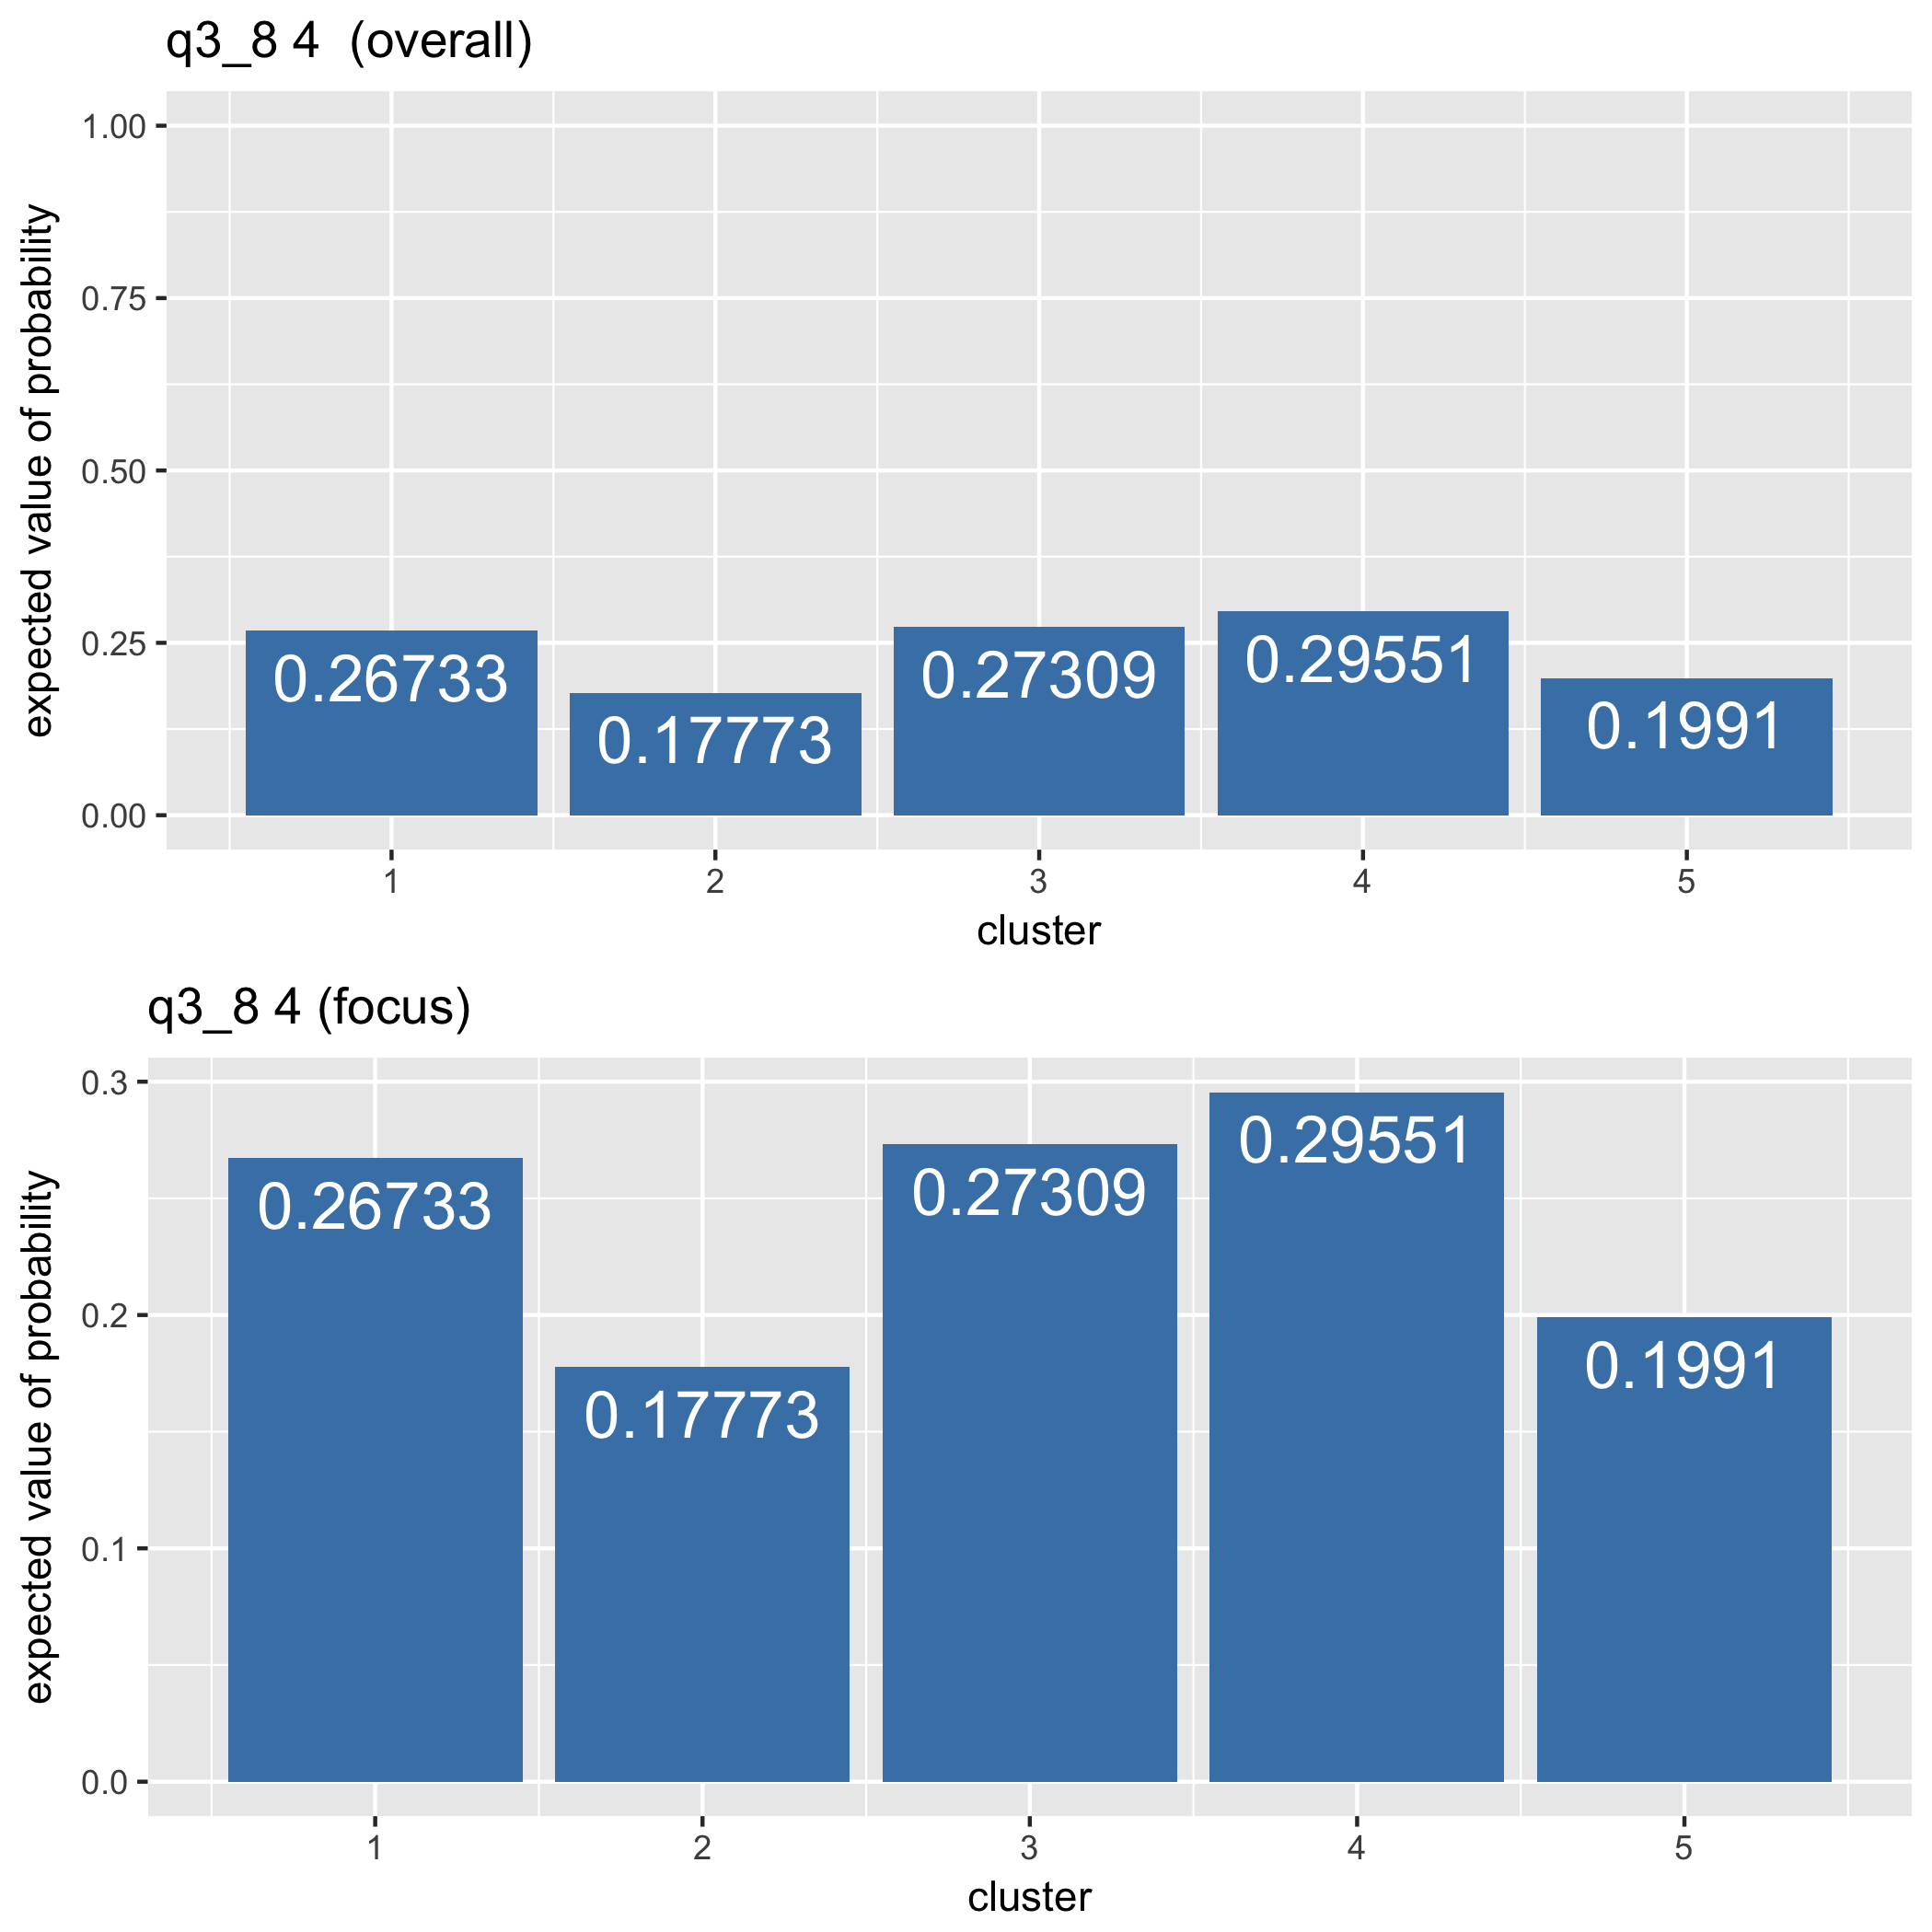 q3_8 4  (overall)
expected value of probability
1.00
0.75
0.50
0.25
0.00
0.26733
0.17773
0.27309
0.29551
0.1991
1 2 3 4 5
cluster
q3_8 4 (focus)
expected value of probability
0.3
0.2
0.1
0.0
0.26733
0.17773
0.27309
0.29551
0.1991
1 2 3 4 5
cluster